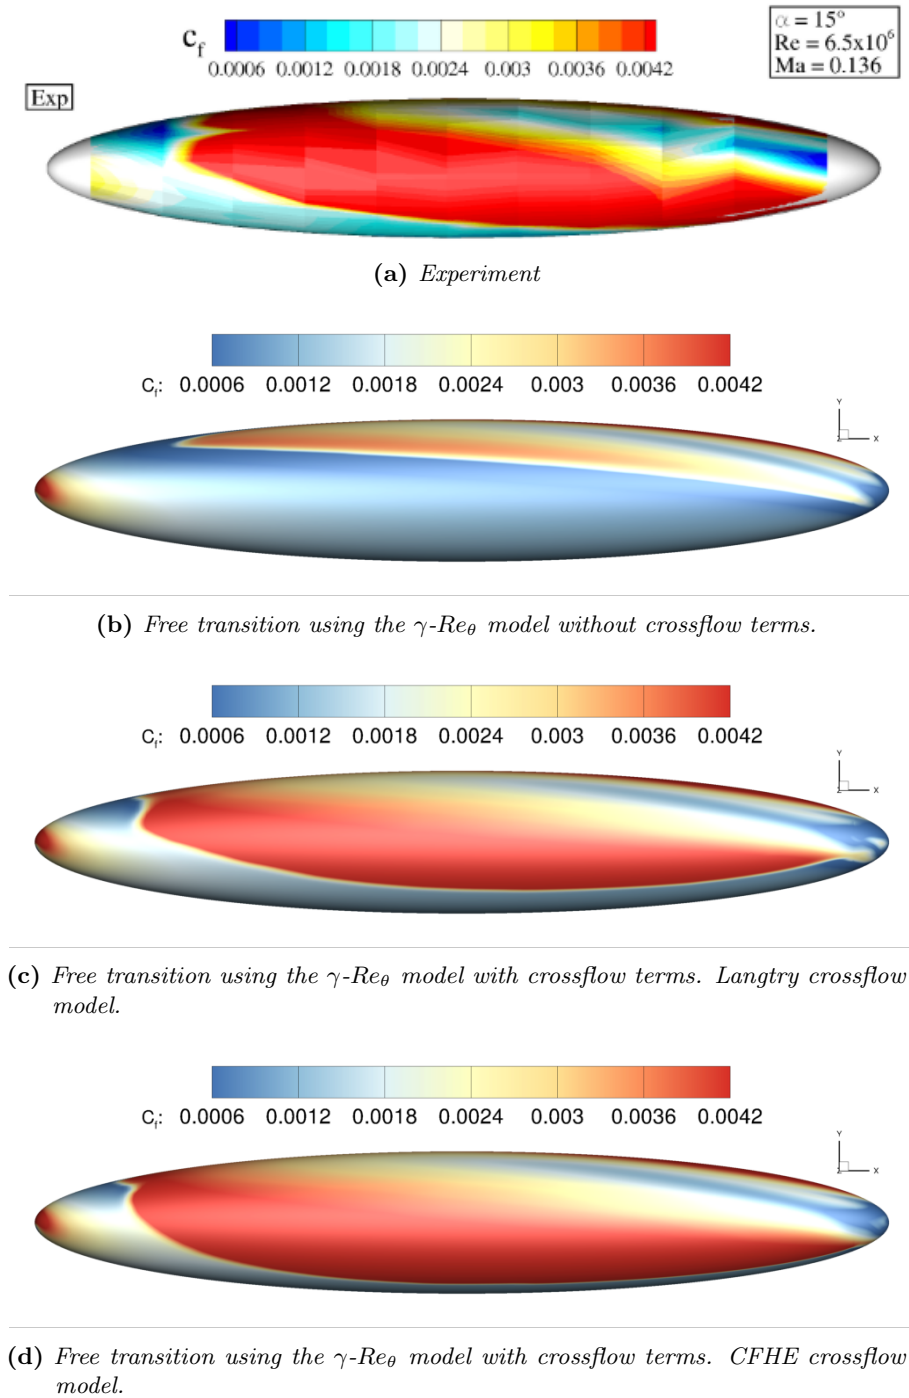 α = 15°
Re = 6.5x10⁶
Ma = 0.136
c_f
0.0006 0.0012 0.0018 0.0024 0.003 0.0036 0.0042
Exp
(a) Experiment
C_f: 0.0006 0.0012 0.0018 0.0024 0.003 0.0036 0.0042
Y
Z X
(b) Free transition using the γ-Re_θ model without crossflow terms.
C_f: 0.0006 0.0012 0.0018 0.0024 0.003 0.0036 0.0042
Y
Z X
(c) Free transition using the γ-Re_θ model with crossflow terms. Langtry crossflow
model.
C_f: 0.0006 0.0012 0.0018 0.0024 0.003 0.0036 0.0042
Y
Z X
(d) Free transition using the γ-Re_θ model with crossflow terms. CFHE crossflow
model.